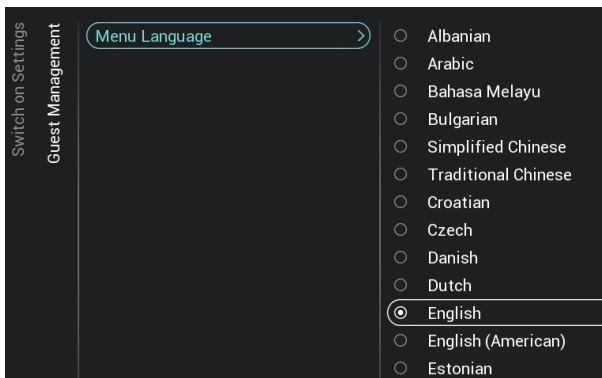 Switch on Settings
Guest Management
Menu Language
Albanian
Arabic
Bahasa Melayu
Bulgarian
Simplified Chinese
Traditional Chinese
Croatian
Czech
Danish
Dutch
English
English (American)
Estonian